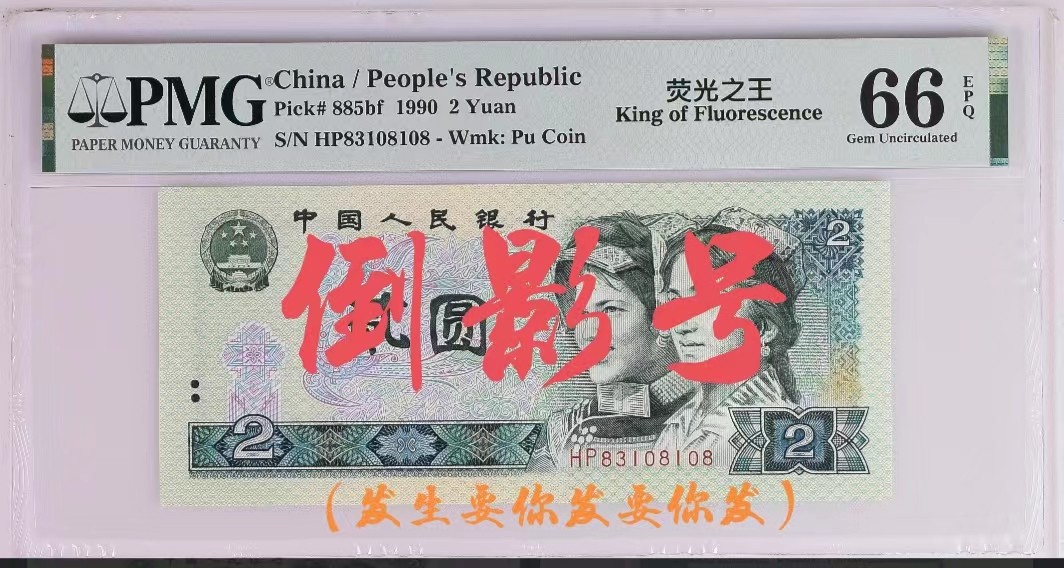 PMG
PAPER MONEY GUARANTY
China / People's Republic
Pick# 885bf 1990 2 Yuan
S/N HP83108108 - Wmk: Pu Coin
荧光之王
King of Fluorescence
66 EPQ
Gem Uncirculated
中国人民银行
2
倒影号
贰圆
2
HP83108108
2
(发生要你发要你发)